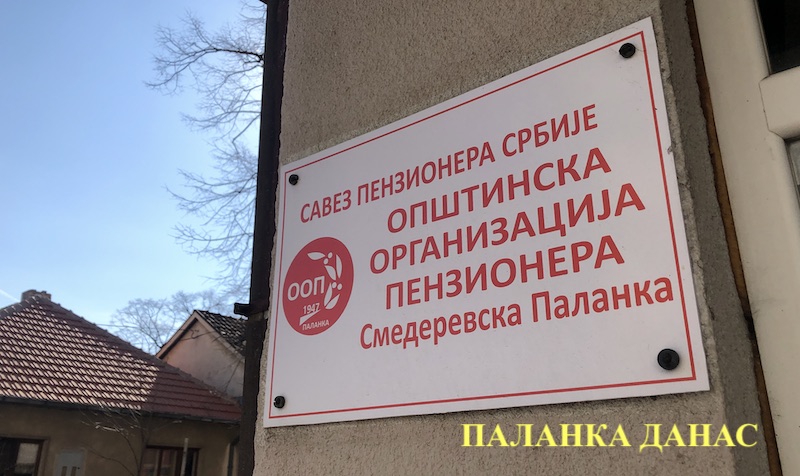 САВЕЗ ПЕНЗИОНЕРА СРБИЈЕ
ОПШТИНСКА
ОРГАНИЗАЦИЈА
ПЕНЗИОНЕРА
Смедеревска Паланка
ООП
1947
ПАЛАНКА
ПАЛАНКА ДАНАС